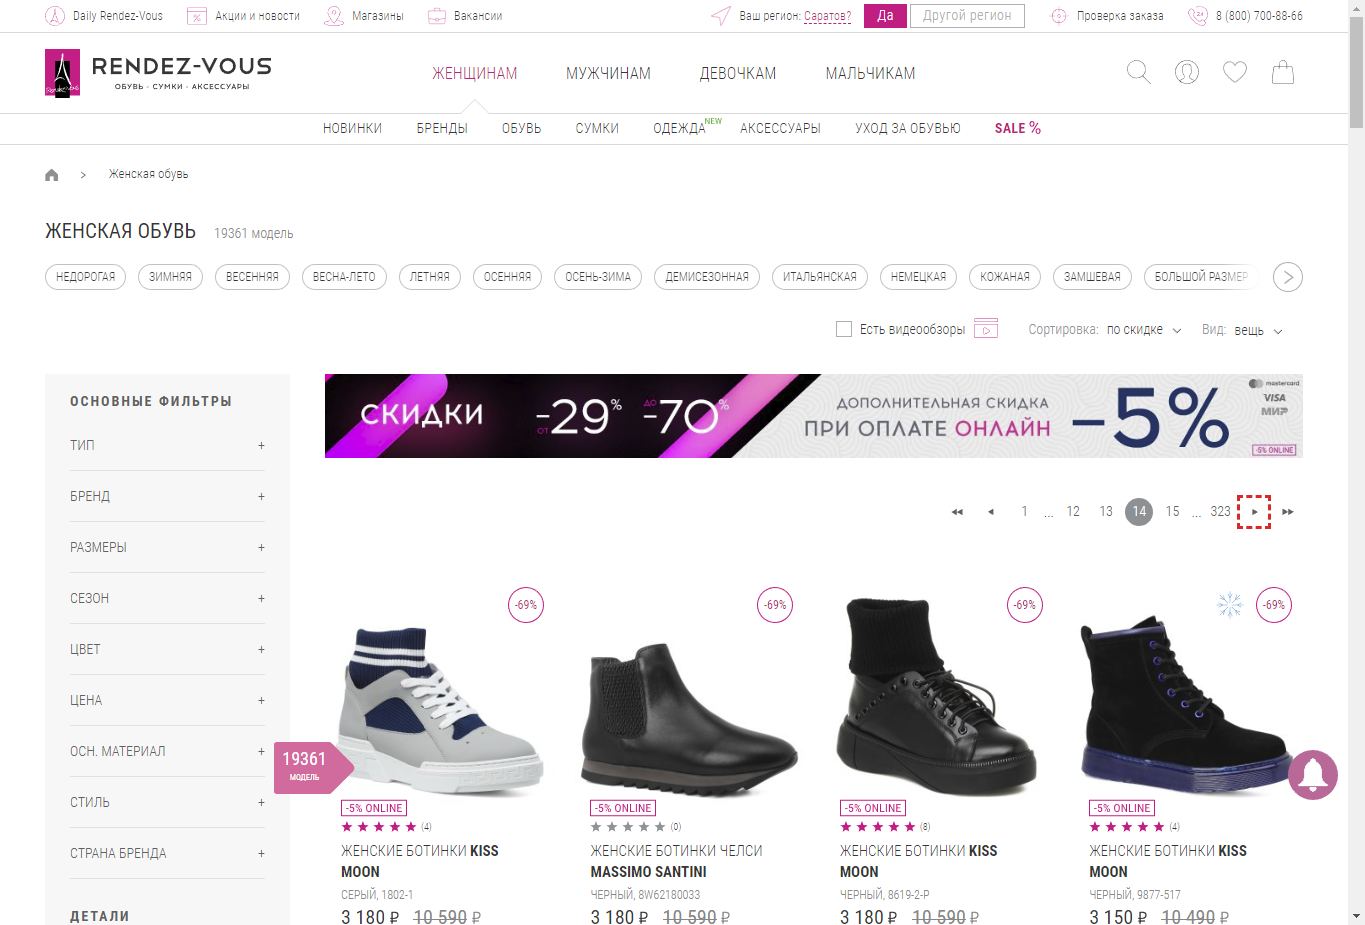 Daily Rendez-Vous Акции и новости Магазины Вакансии Ваш регион: Саратов? Да Другой регион Проверка заказа 8 (800) 700-88-66
RENDEZ-VOUS
ОБУВЬ · СУМКИ · АКСЕССУАРЫ
ЖЕНЩИНАМ МУЖЧИНАМ ДЕВОЧКАМ МАЛЬЧИКАМ
НОВИНКИ БРЕНДЫ ОБУВЬ СУМКИ ОДЕЖДА NEW АКСЕССУАРЫ УХОД ЗА ОБУВЬЮ SALE %
Женская обувь
ЖЕНСКАЯ ОБУВЬ 19361 модель
НЕДОРОГАЯ ЗИМНЯЯ ВЕСЕННЯЯ ВЕСНА-ЛЕТО ЛЕТНЯЯ ОСЕННЯЯ ОСЕНЬ-ЗИМА ДЕМИСЕЗОННАЯ ИТАЛЬЯНСКАЯ НЕМЕЦКАЯ КОЖАНАЯ ЗАМШЕВАЯ БОЛЬШОЙ РАЗМЕР
Есть видеообзоры Сортировка: по скидке Вид: вещь
ОСНОВНЫЕ ФИЛЬТРЫ
ТИП +
БРЕНД +
РАЗМЕРЫ +
СЕЗОН +
ЦВЕТ +
ЦЕНА +
ОСН. МАТЕРИАЛ +
СТИЛЬ +
СТРАНА БРЕНДА +
ДЕТАЛИ
19361
МОДЕЛЬ
СКИДКИ ОТ -29% ДО -70%
ДОПОЛНИТЕЛЬНАЯ СКИДКА
ПРИ ОПЛАТЕ ОНЛАЙН
-5%
mastercard
VISA
МИР
-5% ONLINE
1 ... 12 13 14 15 ... 323
-69% -69% -69% -69%
-5% ONLINE
(4)
ЖЕНСКИЕ БОТИНКИ KISS
MOON
СЕРЫЙ, 1802-1
3 180 ₽ 10 590 ₽
-5% ONLINE
(0)
ЖЕНСКИЕ БОТИНКИ ЧЕЛСИ
MASSIMO SANTINI
ЧЕРНЫЙ, 8W62180033
3 180 ₽ 10 590 ₽
-5% ONLINE
(8)
ЖЕНСКИЕ БОТИНКИ KISS
MOON
ЧЕРНЫЙ, 8619-2-P
3 180 ₽ 10 590 ₽
-5% ONLINE
(4)
ЖЕНСКИЕ БОТИНКИ KISS
MOON
ЧЕРНЫЙ, 9877-517
3 150 ₽ 10 490 ₽